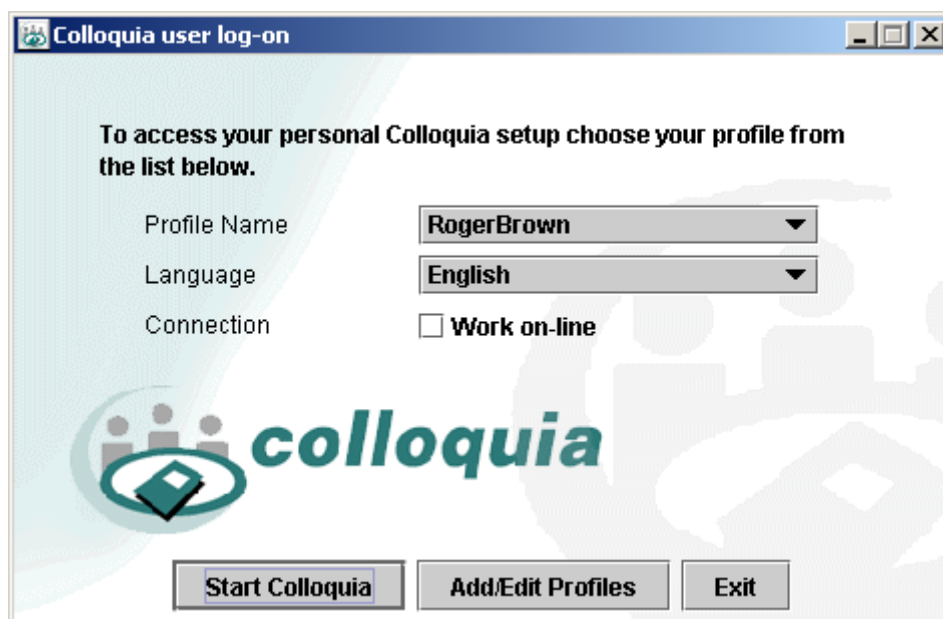 Colloquia user log-on
To access your personal Colloquia setup choose your profile from
the list below.
Profile Name RogerBrown
Language English
Connection Work on-line
colloquia
Start Colloquia Add/Edit Profiles Exit